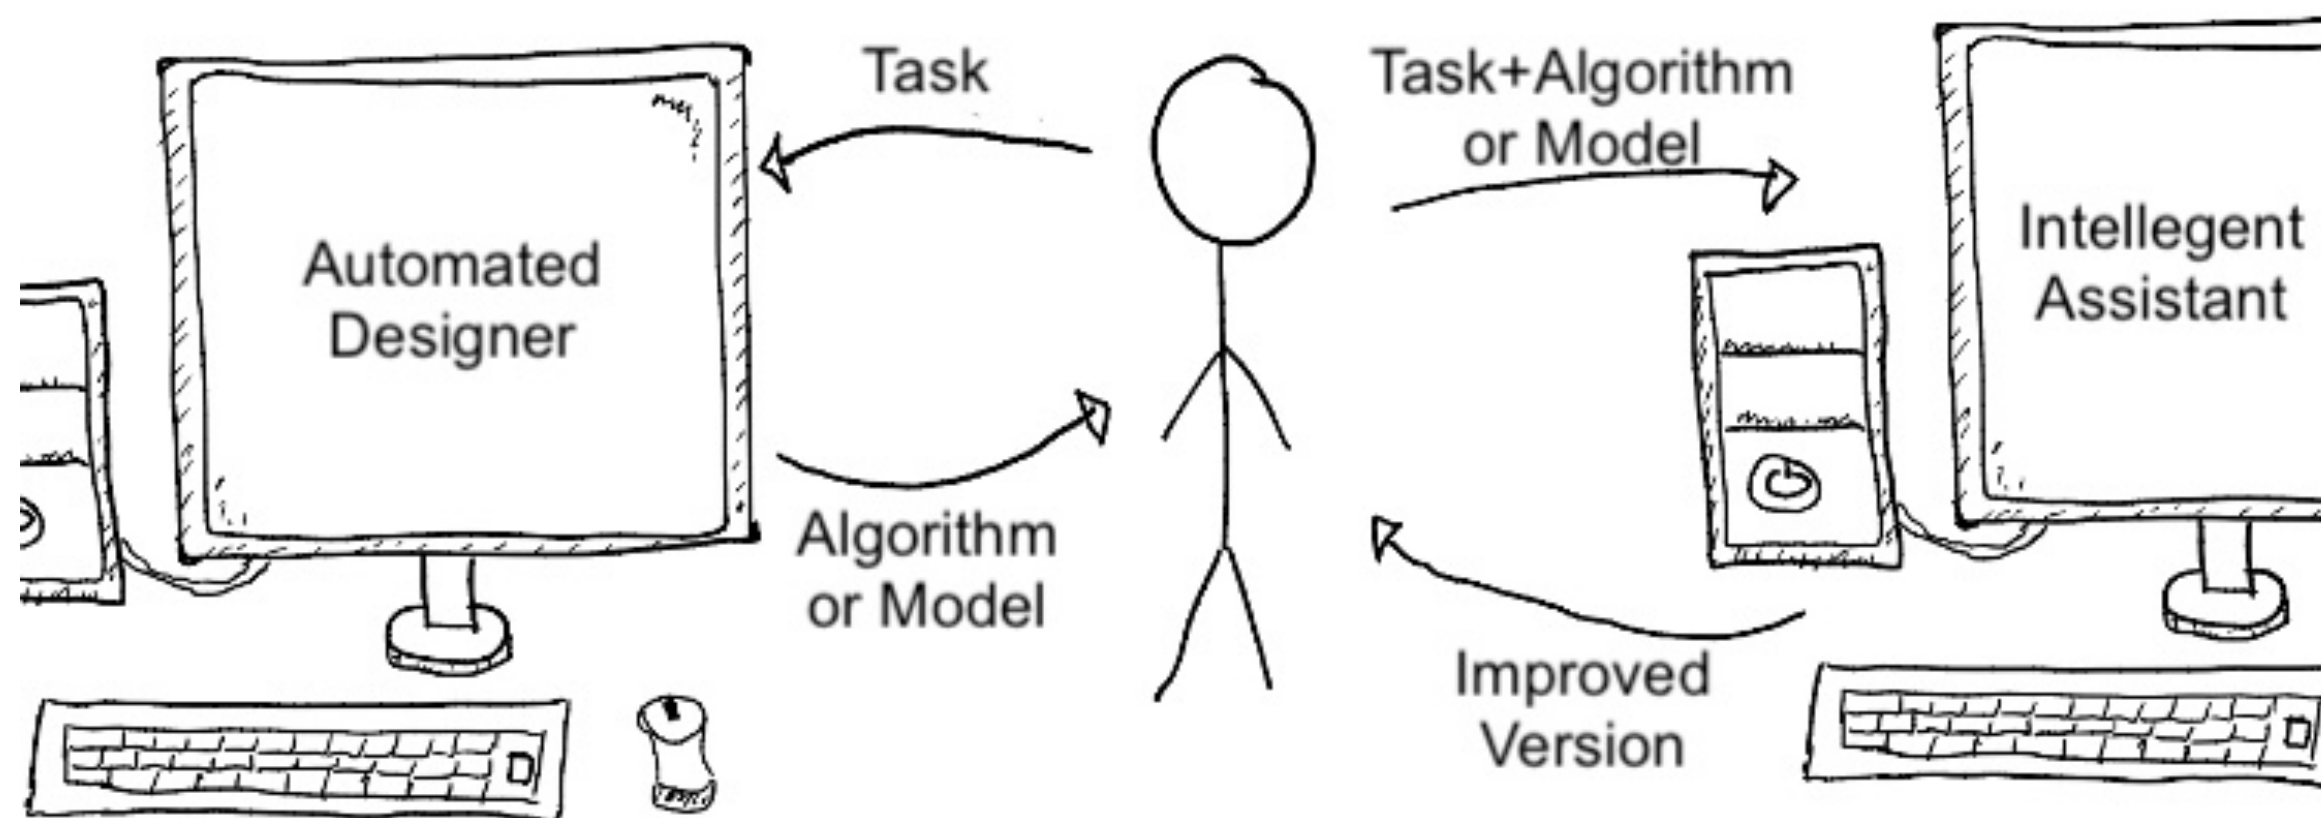 Task
Automated
Designer
Algorithm
or Model
Task+Algorithm
or Model
Intellegent
Assistant
Improved
Version